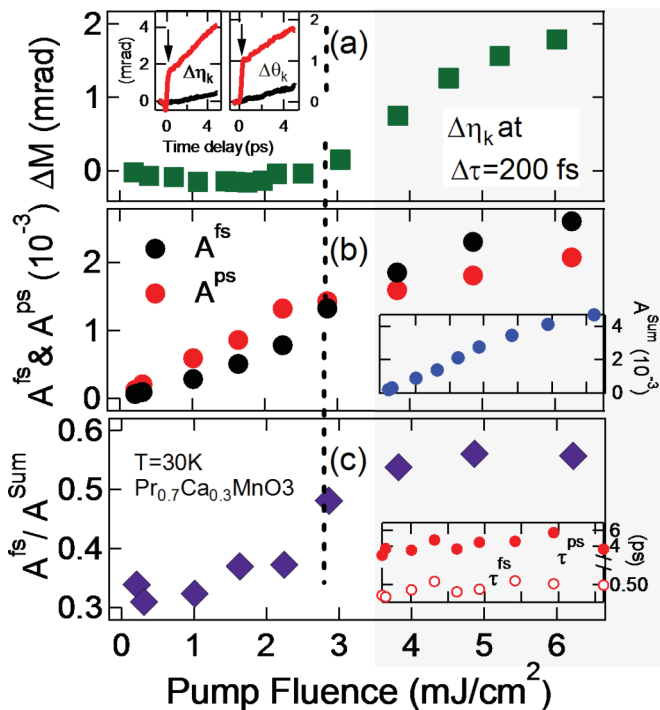 (mrad)
4
2
0
Δη_k
0
4
Δθ_k
2
1
0
0
4
Time delay (ps)
(a)
Δη_k at
Δτ=200 fs
ΔM (mrad)
2
1
0
A^fs
A^ps
(b)
A^fs & A^ps (10^-3)
2
1
0
A^Sum
(10^-3)
4
2
0
T=30K
Pr_0.7Ca_0.3MnO3
(c)
A^fs/ A^Sum
0.6
0.5
0.4
0.3
τ^ps
τ^fs
6
4
0.50
(ps)
0 1 2 3 4 5 6
Pump Fluence (mJ/cm^2)